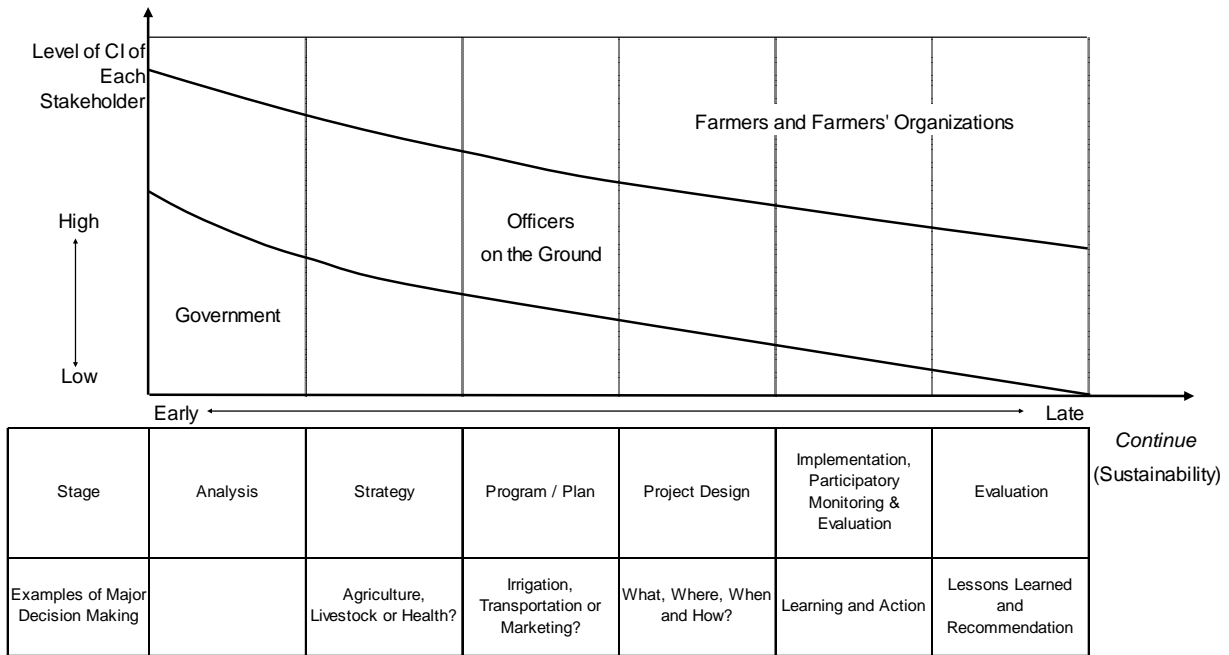 Level of CI of
Each
Stakeholder
Farmers and Farmers' Organizations
High
Officers
on the Ground
Government
Low
Early
Late
Continue
(Sustainability)
Stage
Analysis
Strategy
Program / Plan
Project Design
Implementation,
Participatory
Monitoring &
Evaluation
Evaluation
Examples of Major
Decision Making
Agriculture,
Livestock or Health?
Irrigation,
Transportation or
Marketing?
What, Where, When
and How?
Learning and Action
Lessons Learned
and
Recommendation